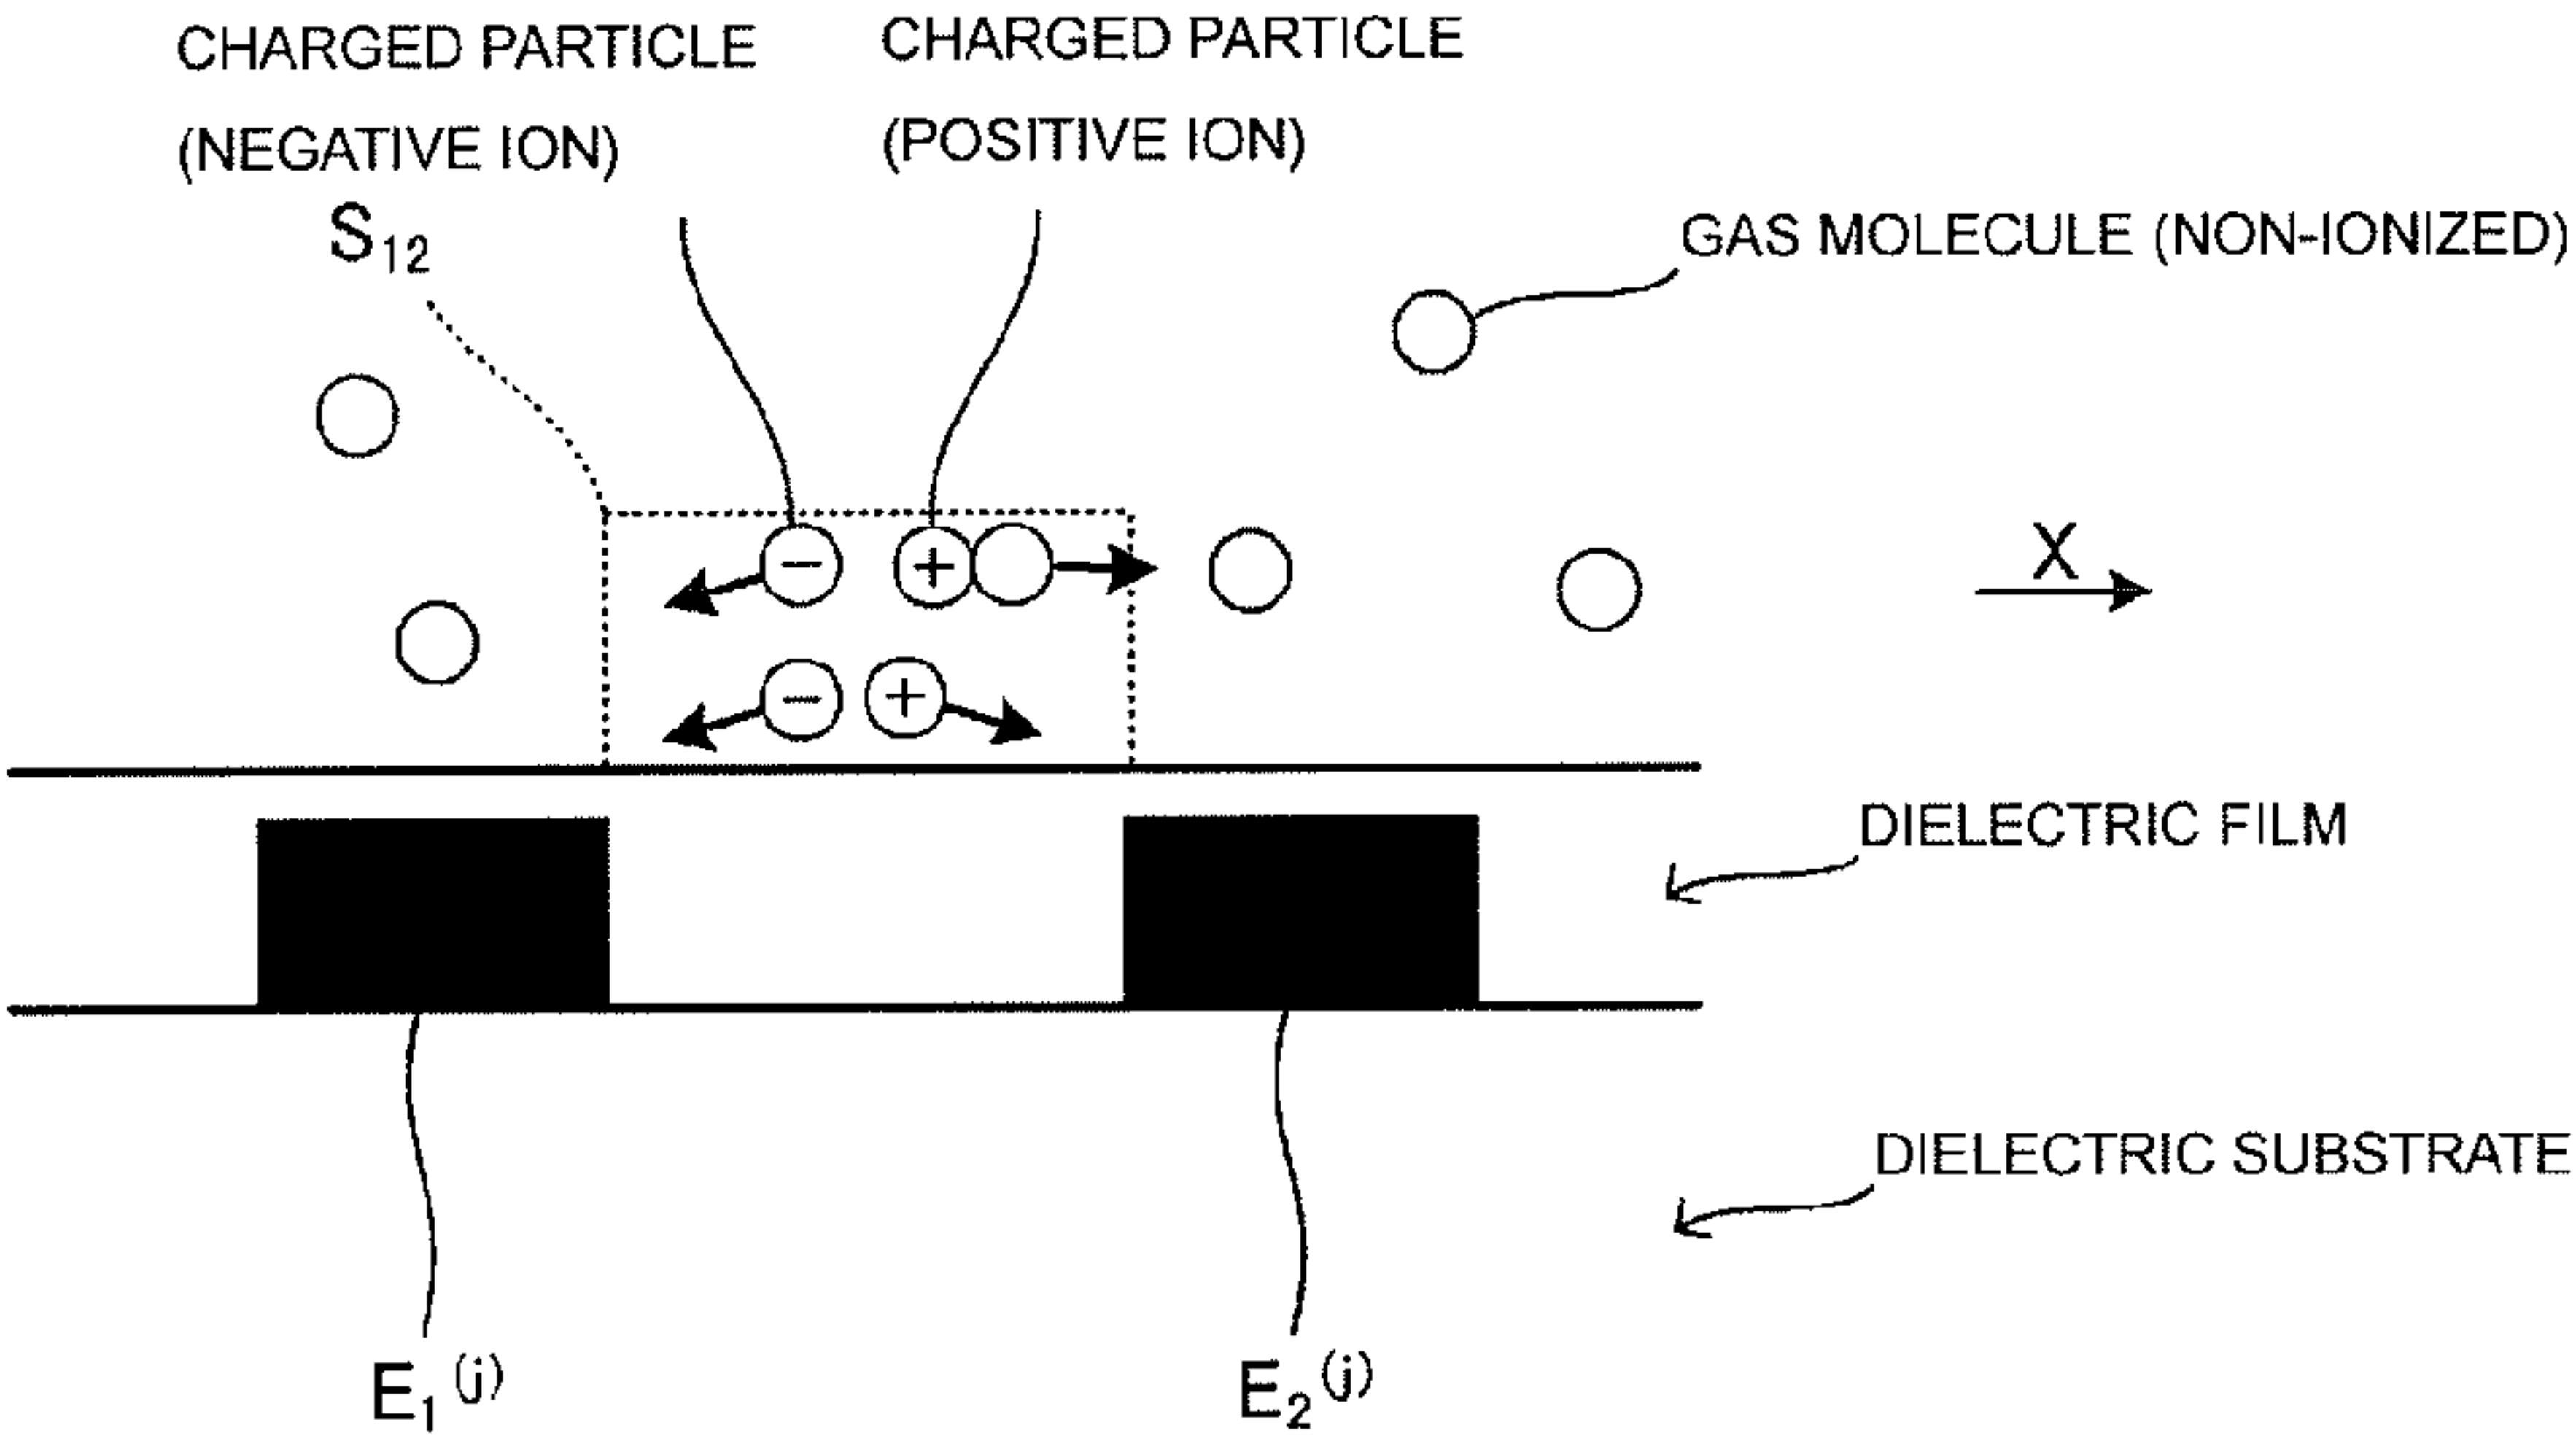 CHARGED PARTICLE
(NEGATIVE ION)
CHARGED PARTICLE
(POSITIVE ION)
S₁₂
GAS MOLECULE (NON-IONIZED)
− + X
− +
DIELECTRIC FILM
DIELECTRIC SUBSTRATE
E₁⁽ʲ⁾ E₂⁽ʲ⁾